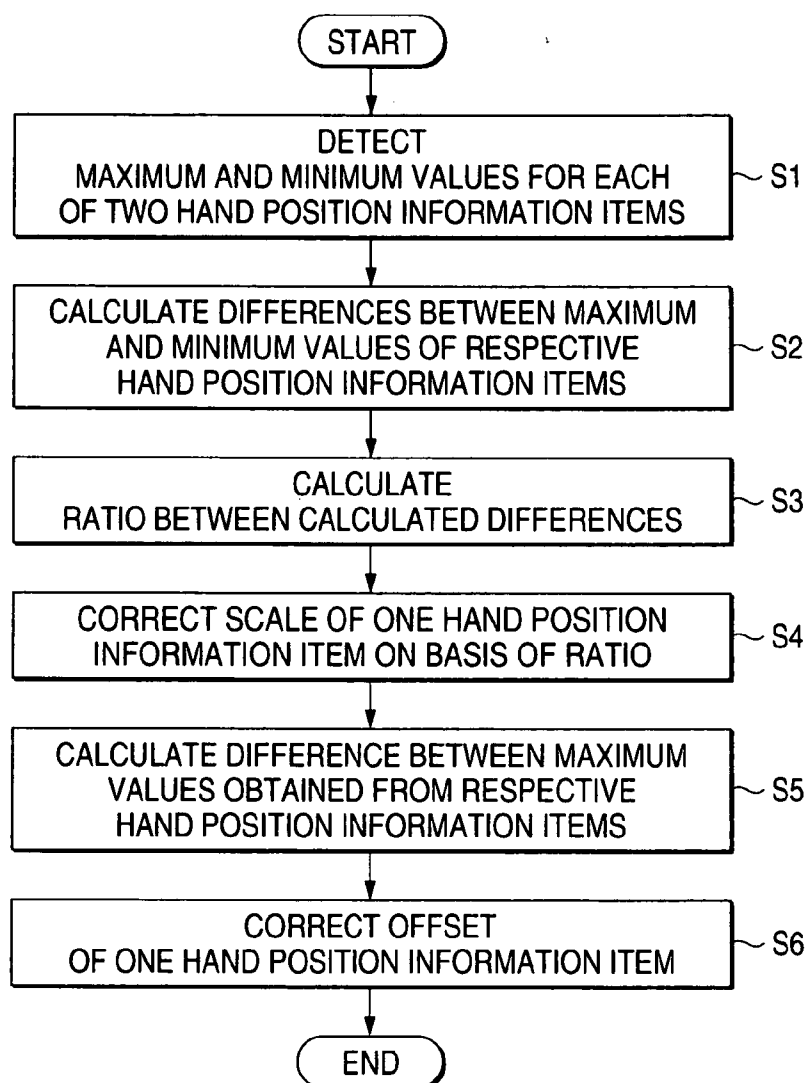 START
DETECT
MAXIMUM AND MINIMUM VALUES FOR EACH
OF TWO HAND POSITION INFORMATION ITEMS
S1
CALCULATE DIFFERENCES BETWEEN MAXIMUM
AND MINIMUM VALUES OF RESPECTIVE
HAND POSITION INFORMATION ITEMS
S2
CALCULATE
RATIO BETWEEN CALCULATED DIFFERENCES
S3
CORRECT SCALE OF ONE HAND POSITION
INFORMATION ITEM ON BASIS OF RATIO
S4
CALCULATE DIFFERENCE BETWEEN MAXIMUM
VALUES OBTAINED FROM RESPECTIVE
HAND POSITION INFORMATION ITEMS
S5
CORRECT OFFSET
OF ONE HAND POSITION INFORMATION ITEM
S6
END